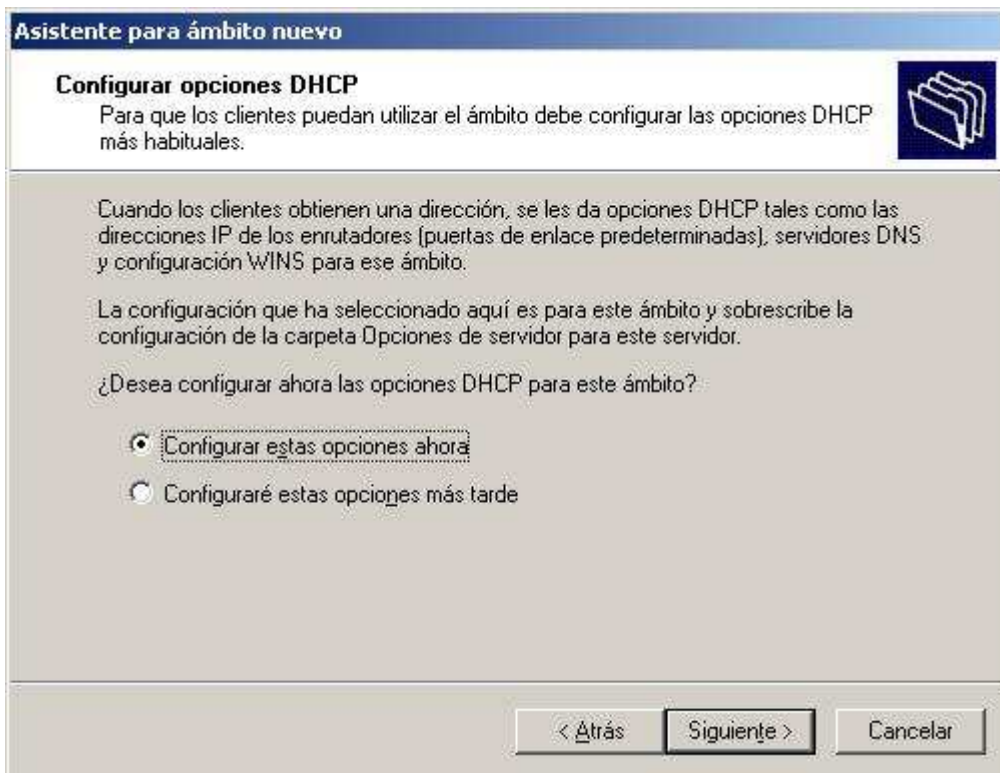 Asistente para ámbito nuevo
Configurar opciones DHCP
Para que los clientes puedan utilizar el ámbito debe configurar las opciones DHCP
más habituales.
Cuando los clientes obtienen una dirección, se les da opciones DHCP tales como las
direcciones IP de los enrutadores (puertas de enlace predeterminadas), servidores DNS
y configuración WINS para ese ámbito.
La configuración que ha seleccionado aquí es para este ámbito y sobrescribe la
configuración de la carpeta Opciones de servidor para este servidor.
¿Desea configurar ahora las opciones DHCP para este ámbito?
Configurar estas opciones ahora
Configuraré estas opciones más tarde
< Atrás
Siguiente >
Cancelar